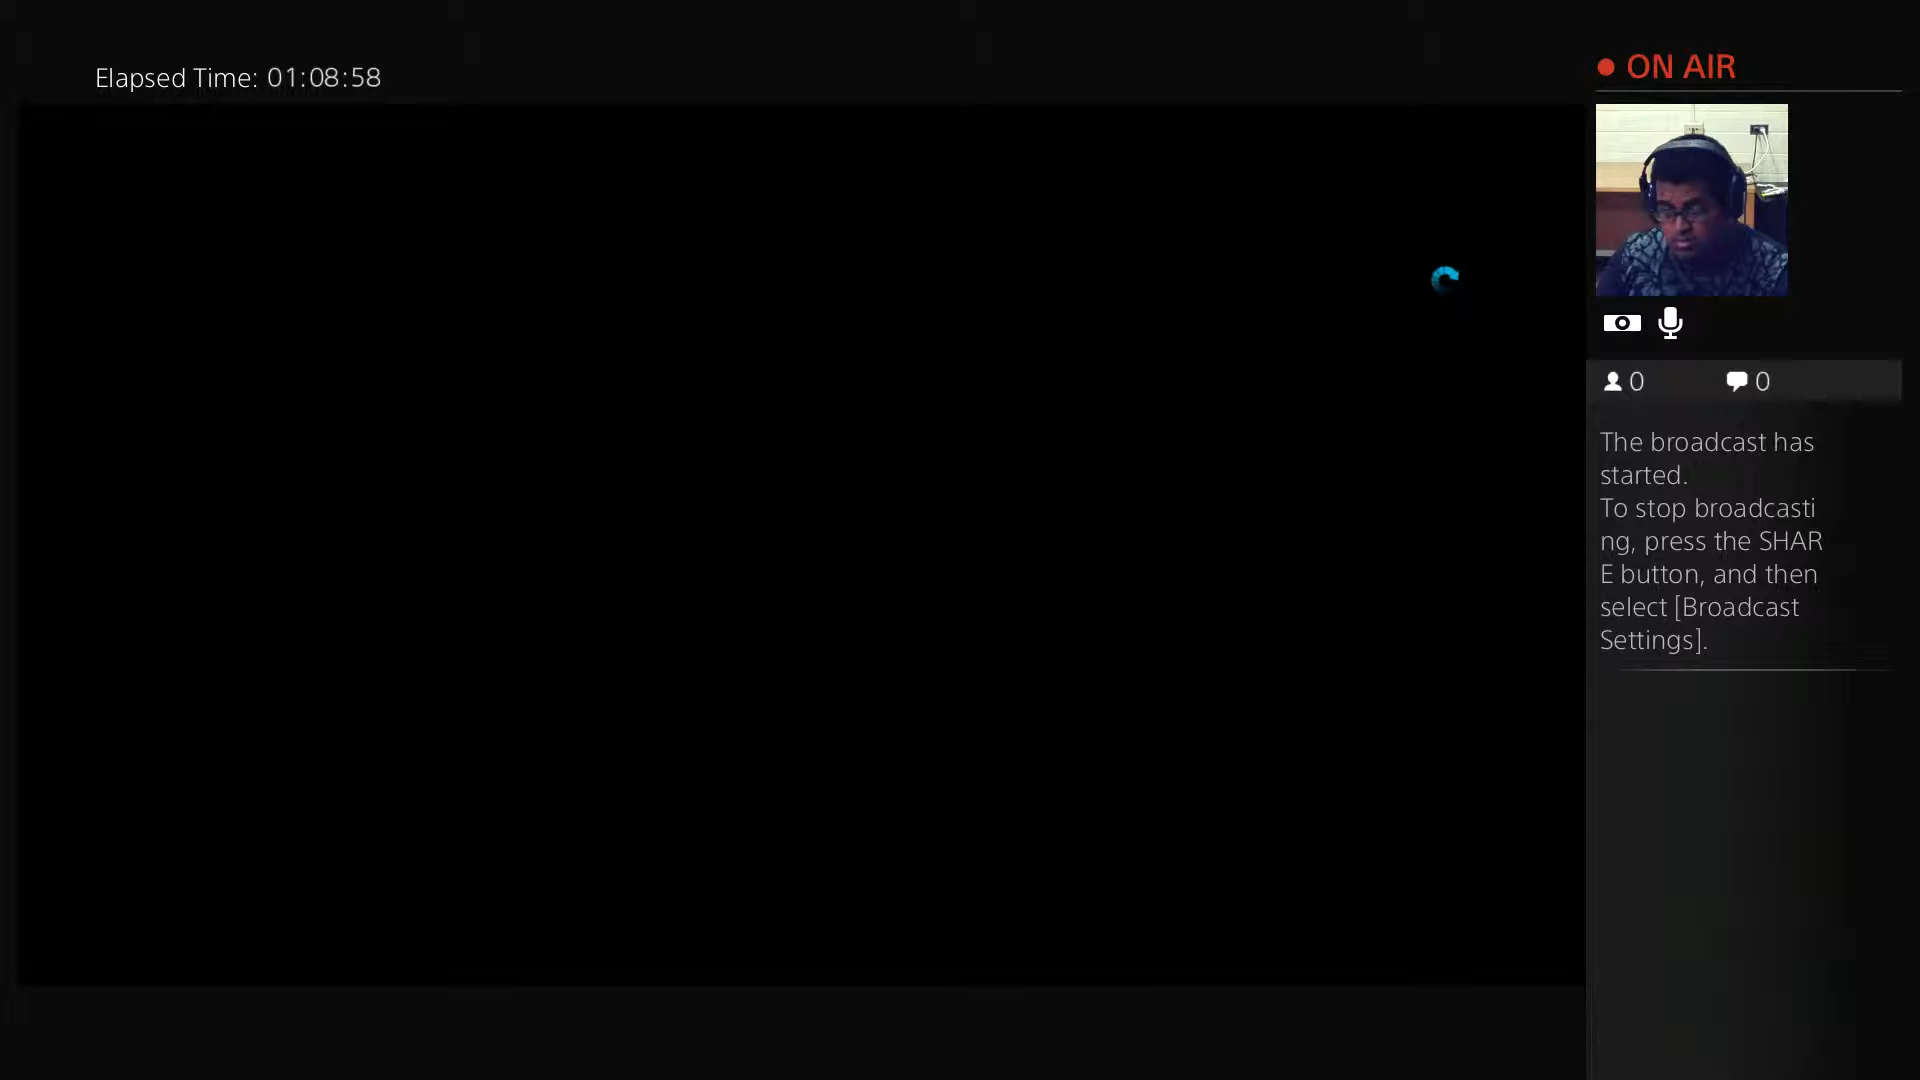 Elapsed Time: 01:08:58
ON AIR
0
0
The broadcast has
started.
To stop broadcasti
ng, press the SHAR
E button, and then
select [Broadcast
Settings].